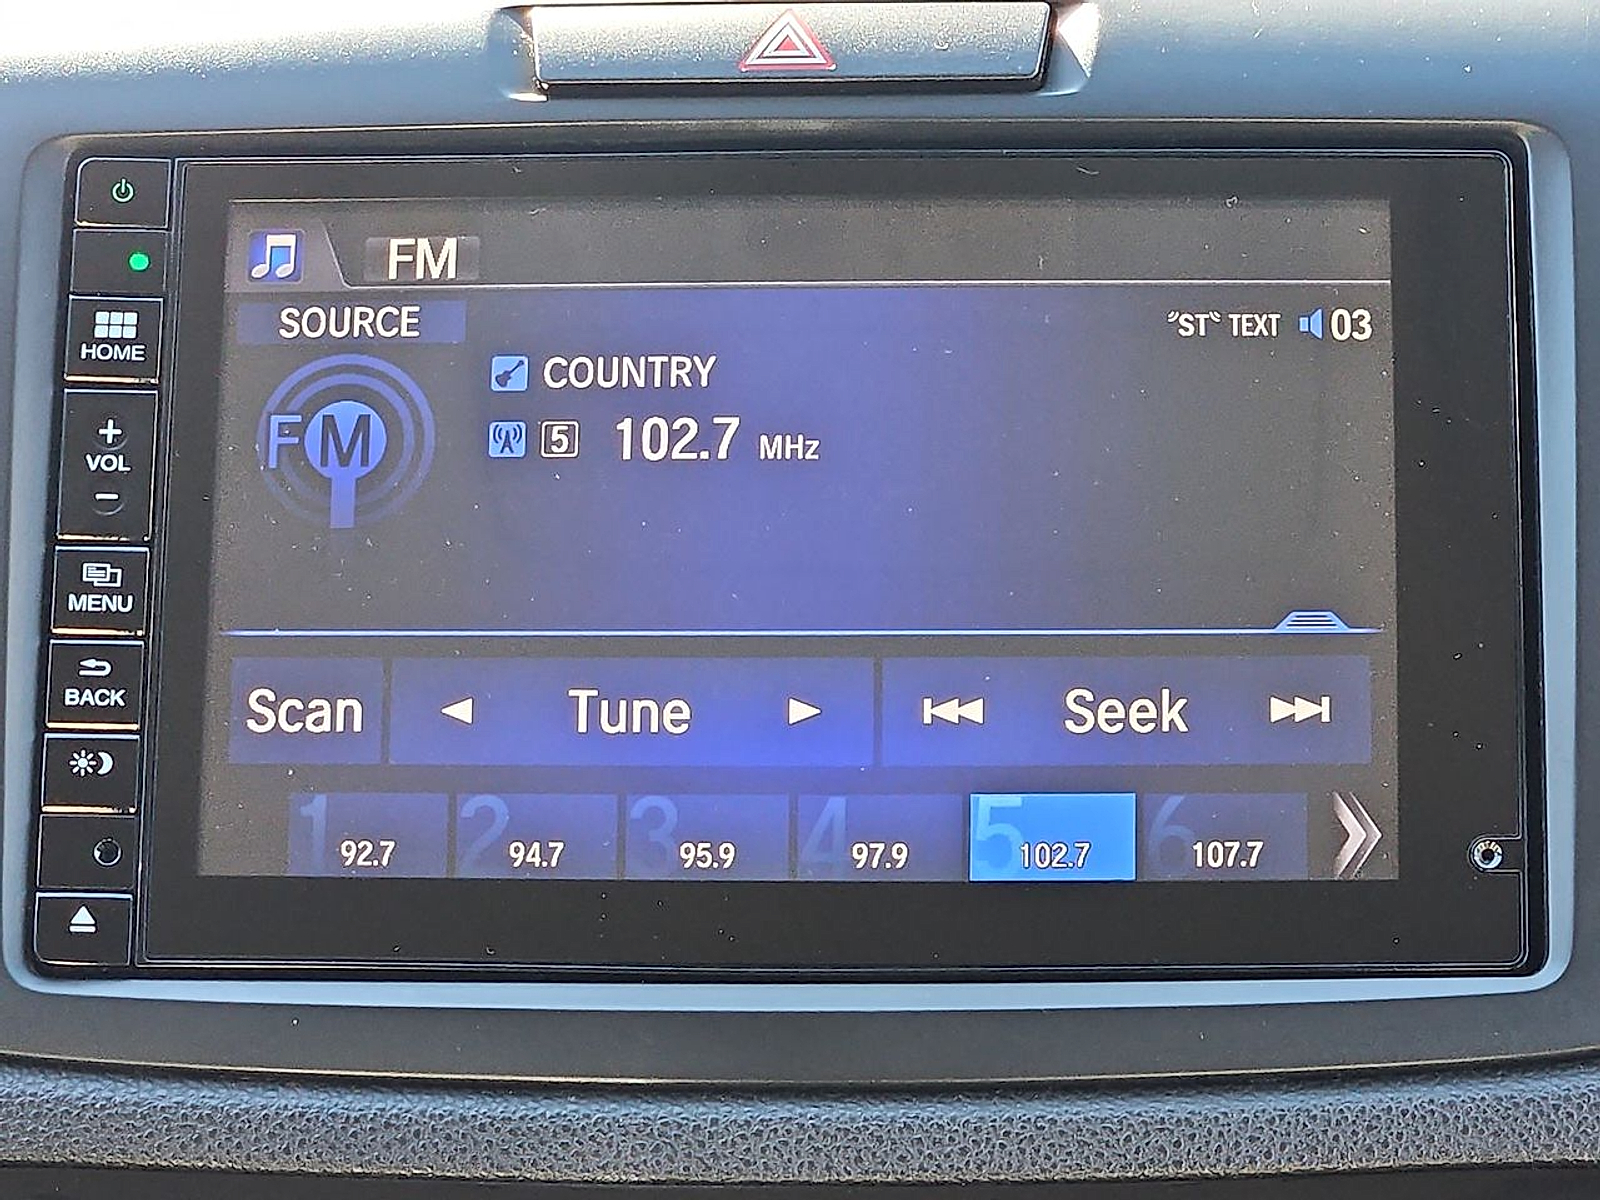 FM
SOURCE
"ST" TEXT 03
FM
COUNTRY
5 102.7 MHz
HOME
+
VOL
−
MENU
BACK
Scan Tune Seek
1 92.7 2 94.7 3 95.9 4 97.9 5 102.7 6 107.7